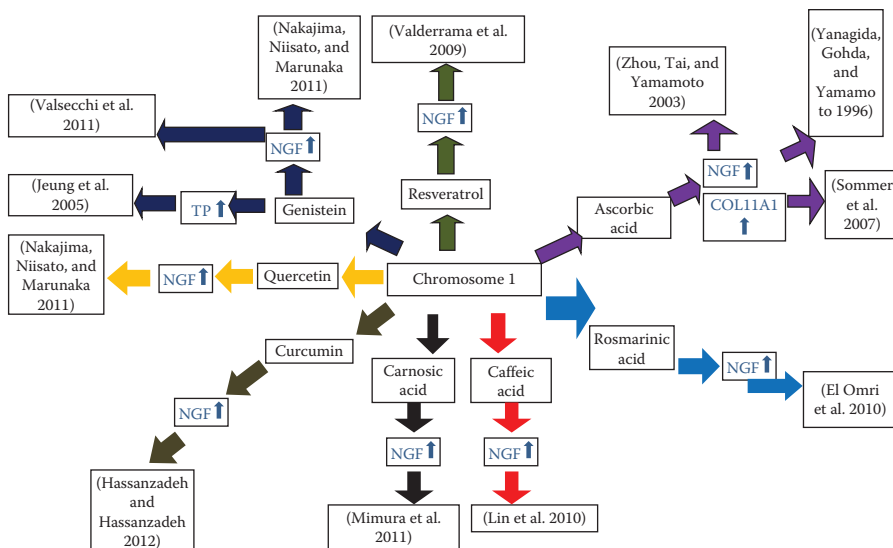 (Nakajima,
Niisato, and
Marunaka
2011)
(Valderrama et al.
2009)
(Zhou, Tai, and
Yamamoto
2003)
(Yanagida,
Gohda,
and
Yamamo
to 1996)
(Valsecchi et al.
2011)
NGF
NGF
NGF
(Jeung et al.
2005)
TP
Genistein
Resveratrol
Ascorbic
acid
COL11A1
(Sommer
et al.
2007)
(Nakajima,
Niisato, and
Marunaka
2011)
NGF
Quercetin
Chromosome 1
Curcumin
Carnosic
acid
Caffeic
acid
Rosmarinic
acid
NGF
NGF
NGF
NGF
(El Omri
et al. 2010)
(Hassanzadeh
and
Hassanzadeh
2012)
(Mimura et al.
2011)
(Lin et al. 2010)